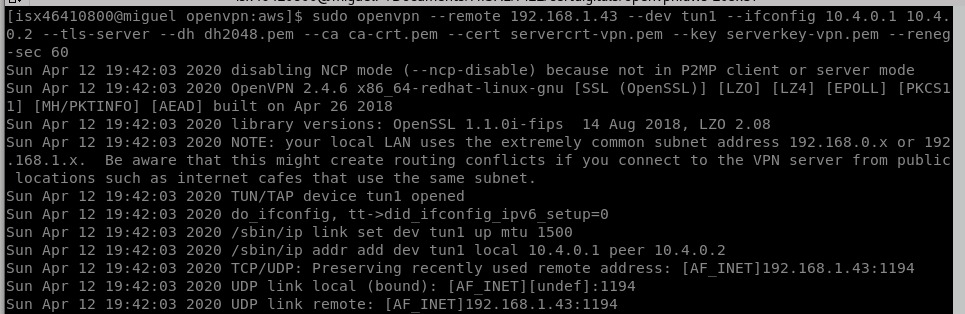 [isx46410800@miguel openvpn:aws]$ sudo openvpn --remote 192.168.1.43 --dev tun1 --ifconfig 10.4.0.1 10.4.
0.2 --tls-server --dh dh2048.pem --ca ca-crt.pem --cert servercrt-vpn.pem --key serverkey-vpn.pem --reneg
-sec 60
Sun Apr 12 19:42:03 2020 disabling NCP mode (--ncp-disable) because not in P2MP client or server mode
Sun Apr 12 19:42:03 2020 OpenVPN 2.4.6 x86_64-redhat-linux-gnu [SSL (OpenSSL)] [LZO] [LZ4] [EPOLL] [PKCS1
1] [MH/PKTINFO] [AEAD] built on Apr 26 2018
Sun Apr 12 19:42:03 2020 library versions: OpenSSL 1.1.0i-fips  14 Aug 2018, LZO 2.08
Sun Apr 12 19:42:03 2020 NOTE: your local LAN uses the extremely common subnet address 192.168.0.x or 192
.168.1.x.  Be aware that this might create routing conflicts if you connect to the VPN server from public
 locations such as internet cafes that use the same subnet.
Sun Apr 12 19:42:03 2020 TUN/TAP device tun1 opened
Sun Apr 12 19:42:03 2020 do_ifconfig, tt->did_ifconfig_ipv6_setup=0
Sun Apr 12 19:42:03 2020 /sbin/ip link set dev tun1 up mtu 1500
Sun Apr 12 19:42:03 2020 /sbin/ip addr add dev tun1 local 10.4.0.1 peer 10.4.0.2
Sun Apr 12 19:42:03 2020 TCP/UDP: Preserving recently used remote address: [AF_INET]192.168.1.43:1194
Sun Apr 12 19:42:03 2020 UDP link local (bound): [AF_INET][undef]:1194
Sun Apr 12 19:42:03 2020 UDP link remote: [AF_INET]192.168.1.43:1194